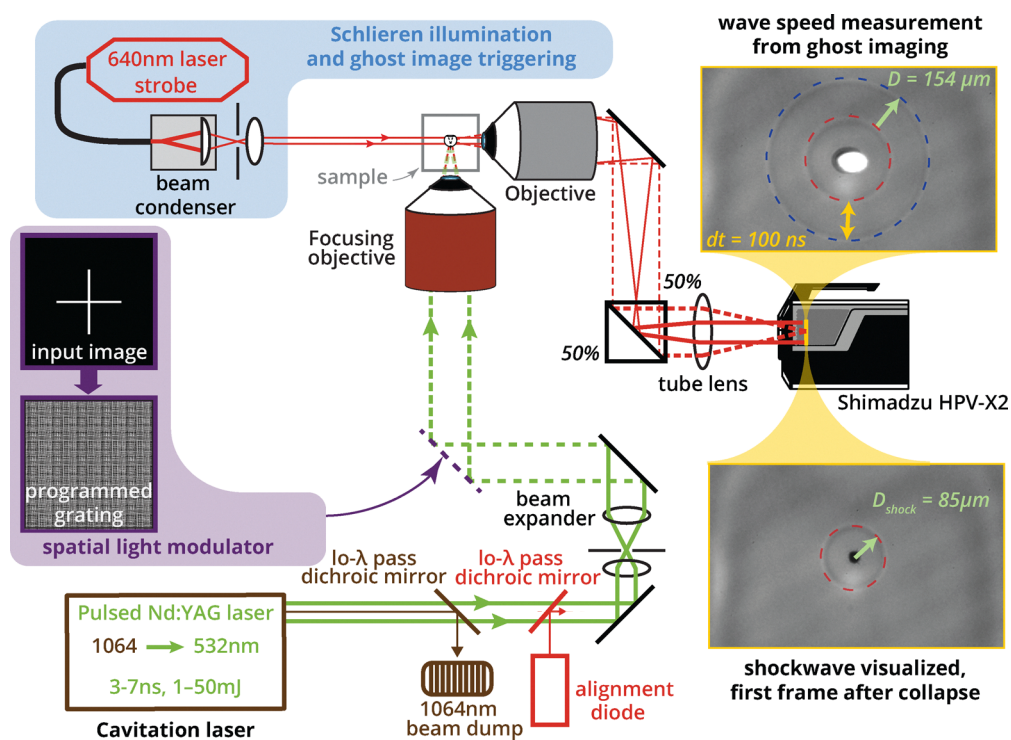 Schlieren illumination
and ghost image triggering
640nm laser
strobe
beam
condenser
sample
Objective
Focusing
objective
wave speed measurement
from ghost imaging
D = 154 µm
dt = 100 ns
50%
50%
tube lens
Shimadzu HPV-X2
input image
programmed
grating
spatial light modulator
beam
expander
lo-λ pass
dichroic mirror
lo-λ pass
dichroic mirror
Pulsed Nd:YAG laser
1064
532nm
3-7ns, 1–50mJ
Cavitation laser
1064nm
beam dump
alignment
diode
Dshock = 85µm
shockwave visualized,
first frame after collapse